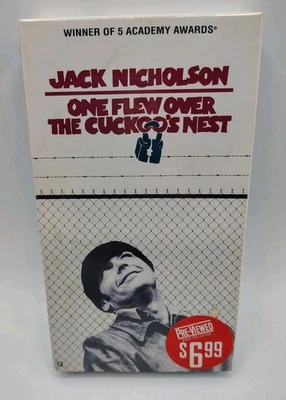 WINNER OF 5 ACADEMY AWARDS®
JACK NICHOLSON
ONE FLEW OVER
THE CUCKOO'S NEST
PRE-VIEWED
$6.99